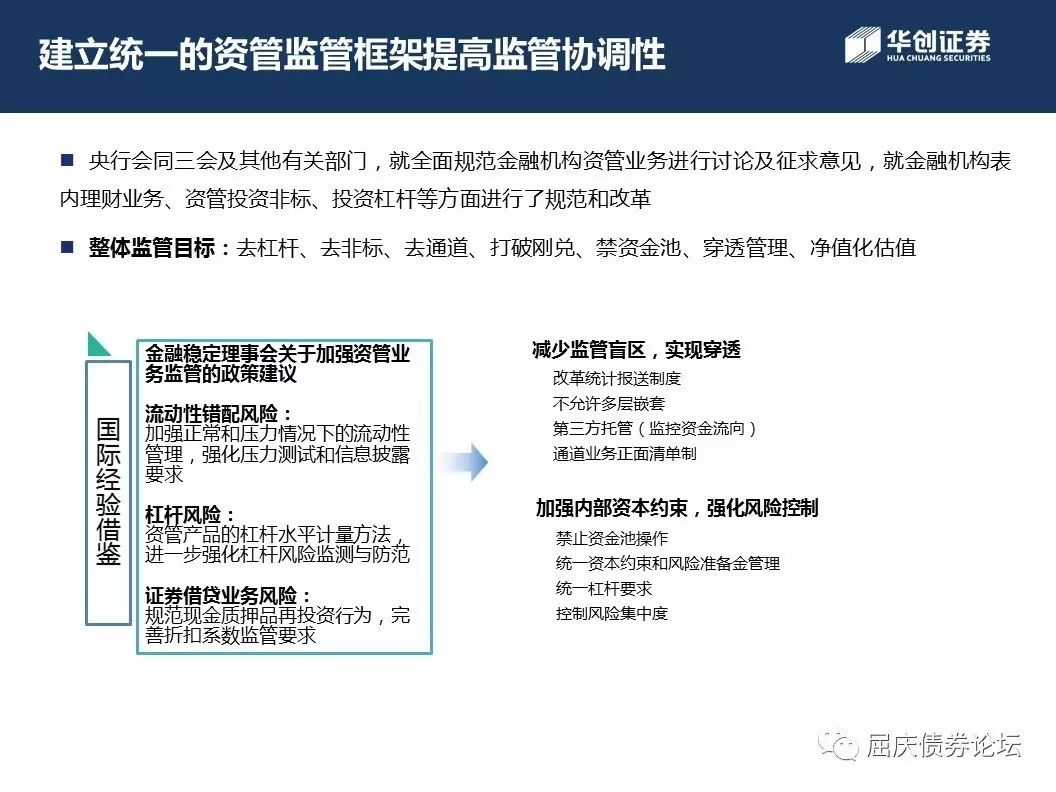 建立统一的资管监管框架提高监管协调性
华创证券
HUA CHUANG SECURITIES
■ 央行会同三会及其他有关部门，就全面规范金融机构资管业务进行讨论及征求意见，就金融机构表
内理财业务、资管投资非标、投资杠杆等方面进行了规范和改革
■ 整体监管目标：去杠杆、去非标、去通道、打破刚兑、禁资金池、穿透管理、净值化估值
国际经验借鉴
金融稳定理事会关于加强资管业
务监管的政策建议
流动性错配风险：
加强正常和压力情况下的流动性
管理，强化压力测试和信息披露
要求
杠杆风险：
资管产品的杠杆水平计量方法，
进一步强化杠杆风险监测与防范
证券借贷业务风险：
规范现金质押品再投资行为，完
善折扣系数监管要求
减少监管盲区，实现穿透
改革统计报送制度
不允许多层嵌套
第三方托管（监控资金流向）
通道业务正面清单制
加强内部资本约束，强化风险控制
禁止资金池操作
统一资本约束和风险准备金管理
统一杠杆要求
控制风险集中度
屈庆债券论坛